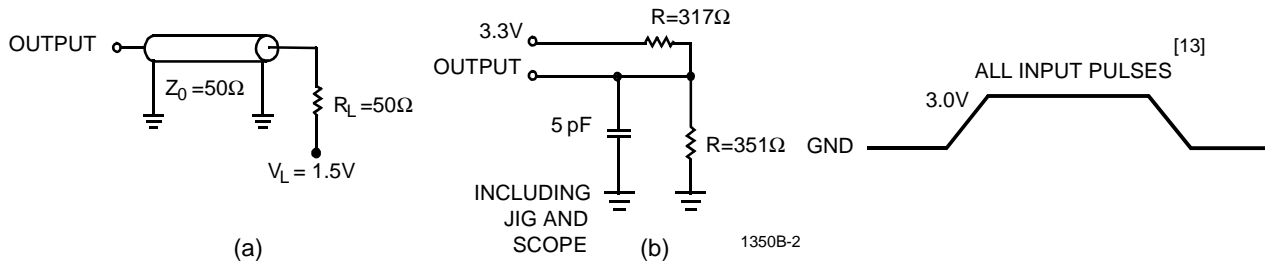 OUTPUT
Z0 =50Ω
RL =50Ω
VL = 1.5V
(a)
R=317Ω
3.3V
OUTPUT
5 pF
R=351Ω
INCLUDING
JIG AND
SCOPE
(b)
1350B-2
[13]
ALL INPUT PULSES
3.0V
GND